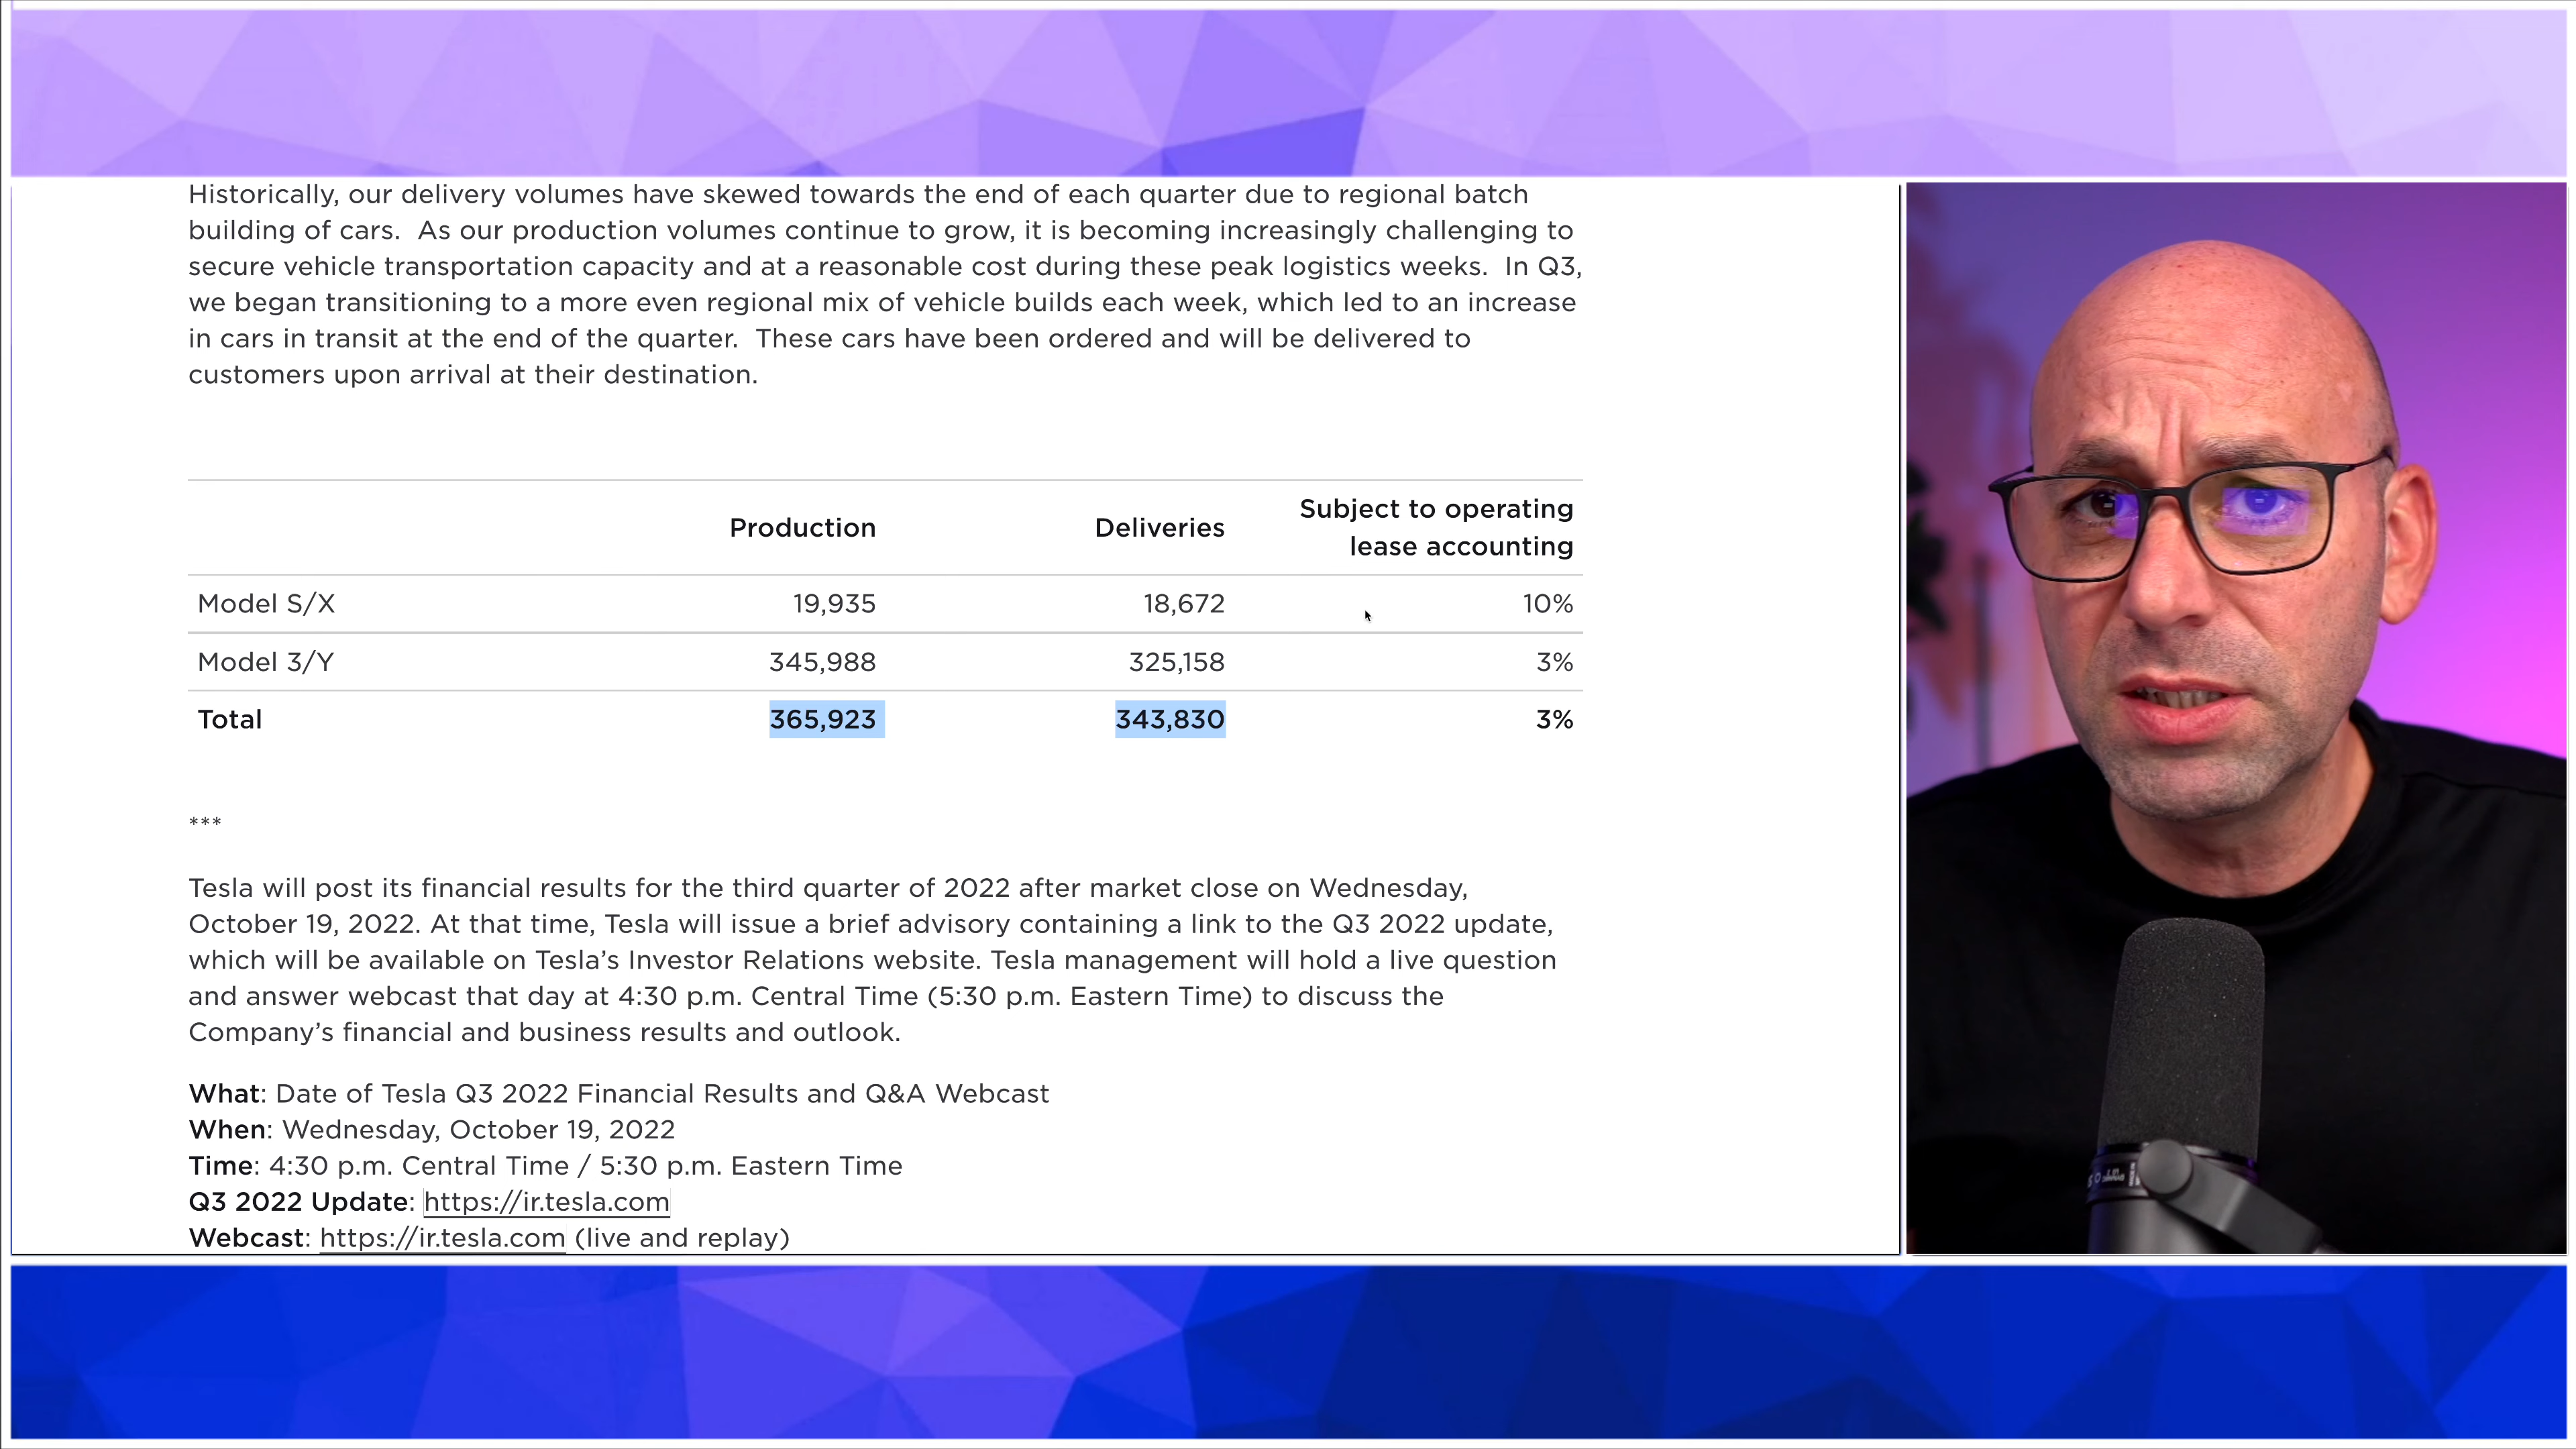 Historically, our delivery volumes have skewed towards the end of each quarter due to regional batch
building of cars.  As our production volumes continue to grow, it is becoming increasingly challenging to
secure vehicle transportation capacity and at a reasonable cost during these peak logistics weeks.  In Q3,
we began transitioning to a more even regional mix of vehicle builds each week, which led to an increase
in cars in transit at the end of the quarter.  These cars have been ordered and will be delivered to
customers upon arrival at their destination.
Production Deliveries Subject to operating
lease accounting
Model S/X 19,935 18,672 10%
Model 3/Y 345,988 325,158 3%
Total 365,923 343,830 3%
***
Tesla will post its financial results for the third quarter of 2022 after market close on Wednesday,
October 19, 2022. At that time, Tesla will issue a brief advisory containing a link to the Q3 2022 update,
which will be available on Tesla’s Investor Relations website. Tesla management will hold a live question
and answer webcast that day at 4:30 p.m. Central Time (5:30 p.m. Eastern Time) to discuss the
Company’s financial and business results and outlook.
What: Date of Tesla Q3 2022 Financial Results and Q&A Webcast
When: Wednesday, October 19, 2022
Time: 4:30 p.m. Central Time / 5:30 p.m. Eastern Time
Q3 2022 Update: https://ir.tesla.com
Webcast: https://ir.tesla.com (live and replay)